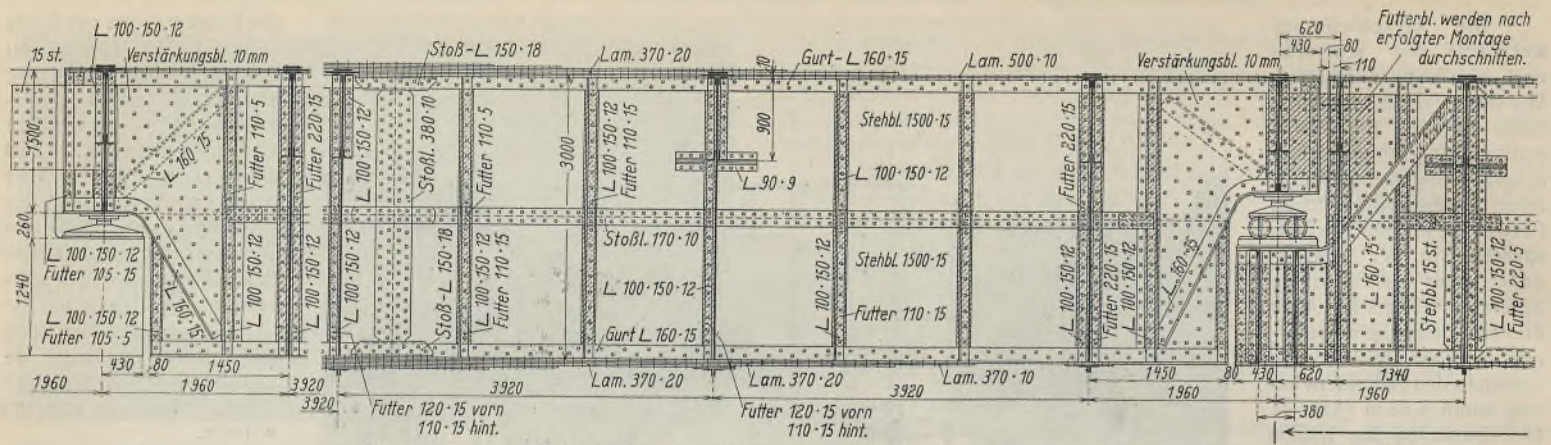 L 100·150·12
15 st.
Verstärkungsbl. 10 mm
Stoß-L 150·18
Lam. 370·20
Gurt-L 160·15
Lam. 500·10
Verstärkungsbl. 10 mm
620
430
80
110
Futterbl. werden nach
erfolgter Montage
durchschnitten.
1500
L 160·15
Futter 110·5
Futter 220·15
L 100·150·12
Stoßl. 380·10
Futter 110·5
3000
L 100·150·12
Futter 110·15
10
900
L 90·9
Stehbl. 1500·15
L 100·150·12
Futter 220·15
260
1240
L 100·150·12
Futter 105·15
L 100·150·12
Futter 105·5
L 160·15
L 100·150·12
L 100·150·12
L 100·150·12
Stoß-L 150·18
L 100·150·12
Futter 110·15
Stoßl. 170·10
L 100·150·12
Gurt L 160·15
L 100·150·12
Stehbl. 1500·15
Futter 110·15
L 100·150·12
Futter 220·15
L 100·150·12
L 160·15
L 160·15
Stehbl. 15 st.
L 100·150·12
Futter 220·5
430
80
1450
1960
1960
3920
3920
3920
Lam. 370·20
Lam. 370·20
Lam. 370·10
3920
1450
80
430
620
1340
1960
1960
380
Futter 120·15 vorn
110·15 hint.
Futter 120·15 vorn
110·15 hint.